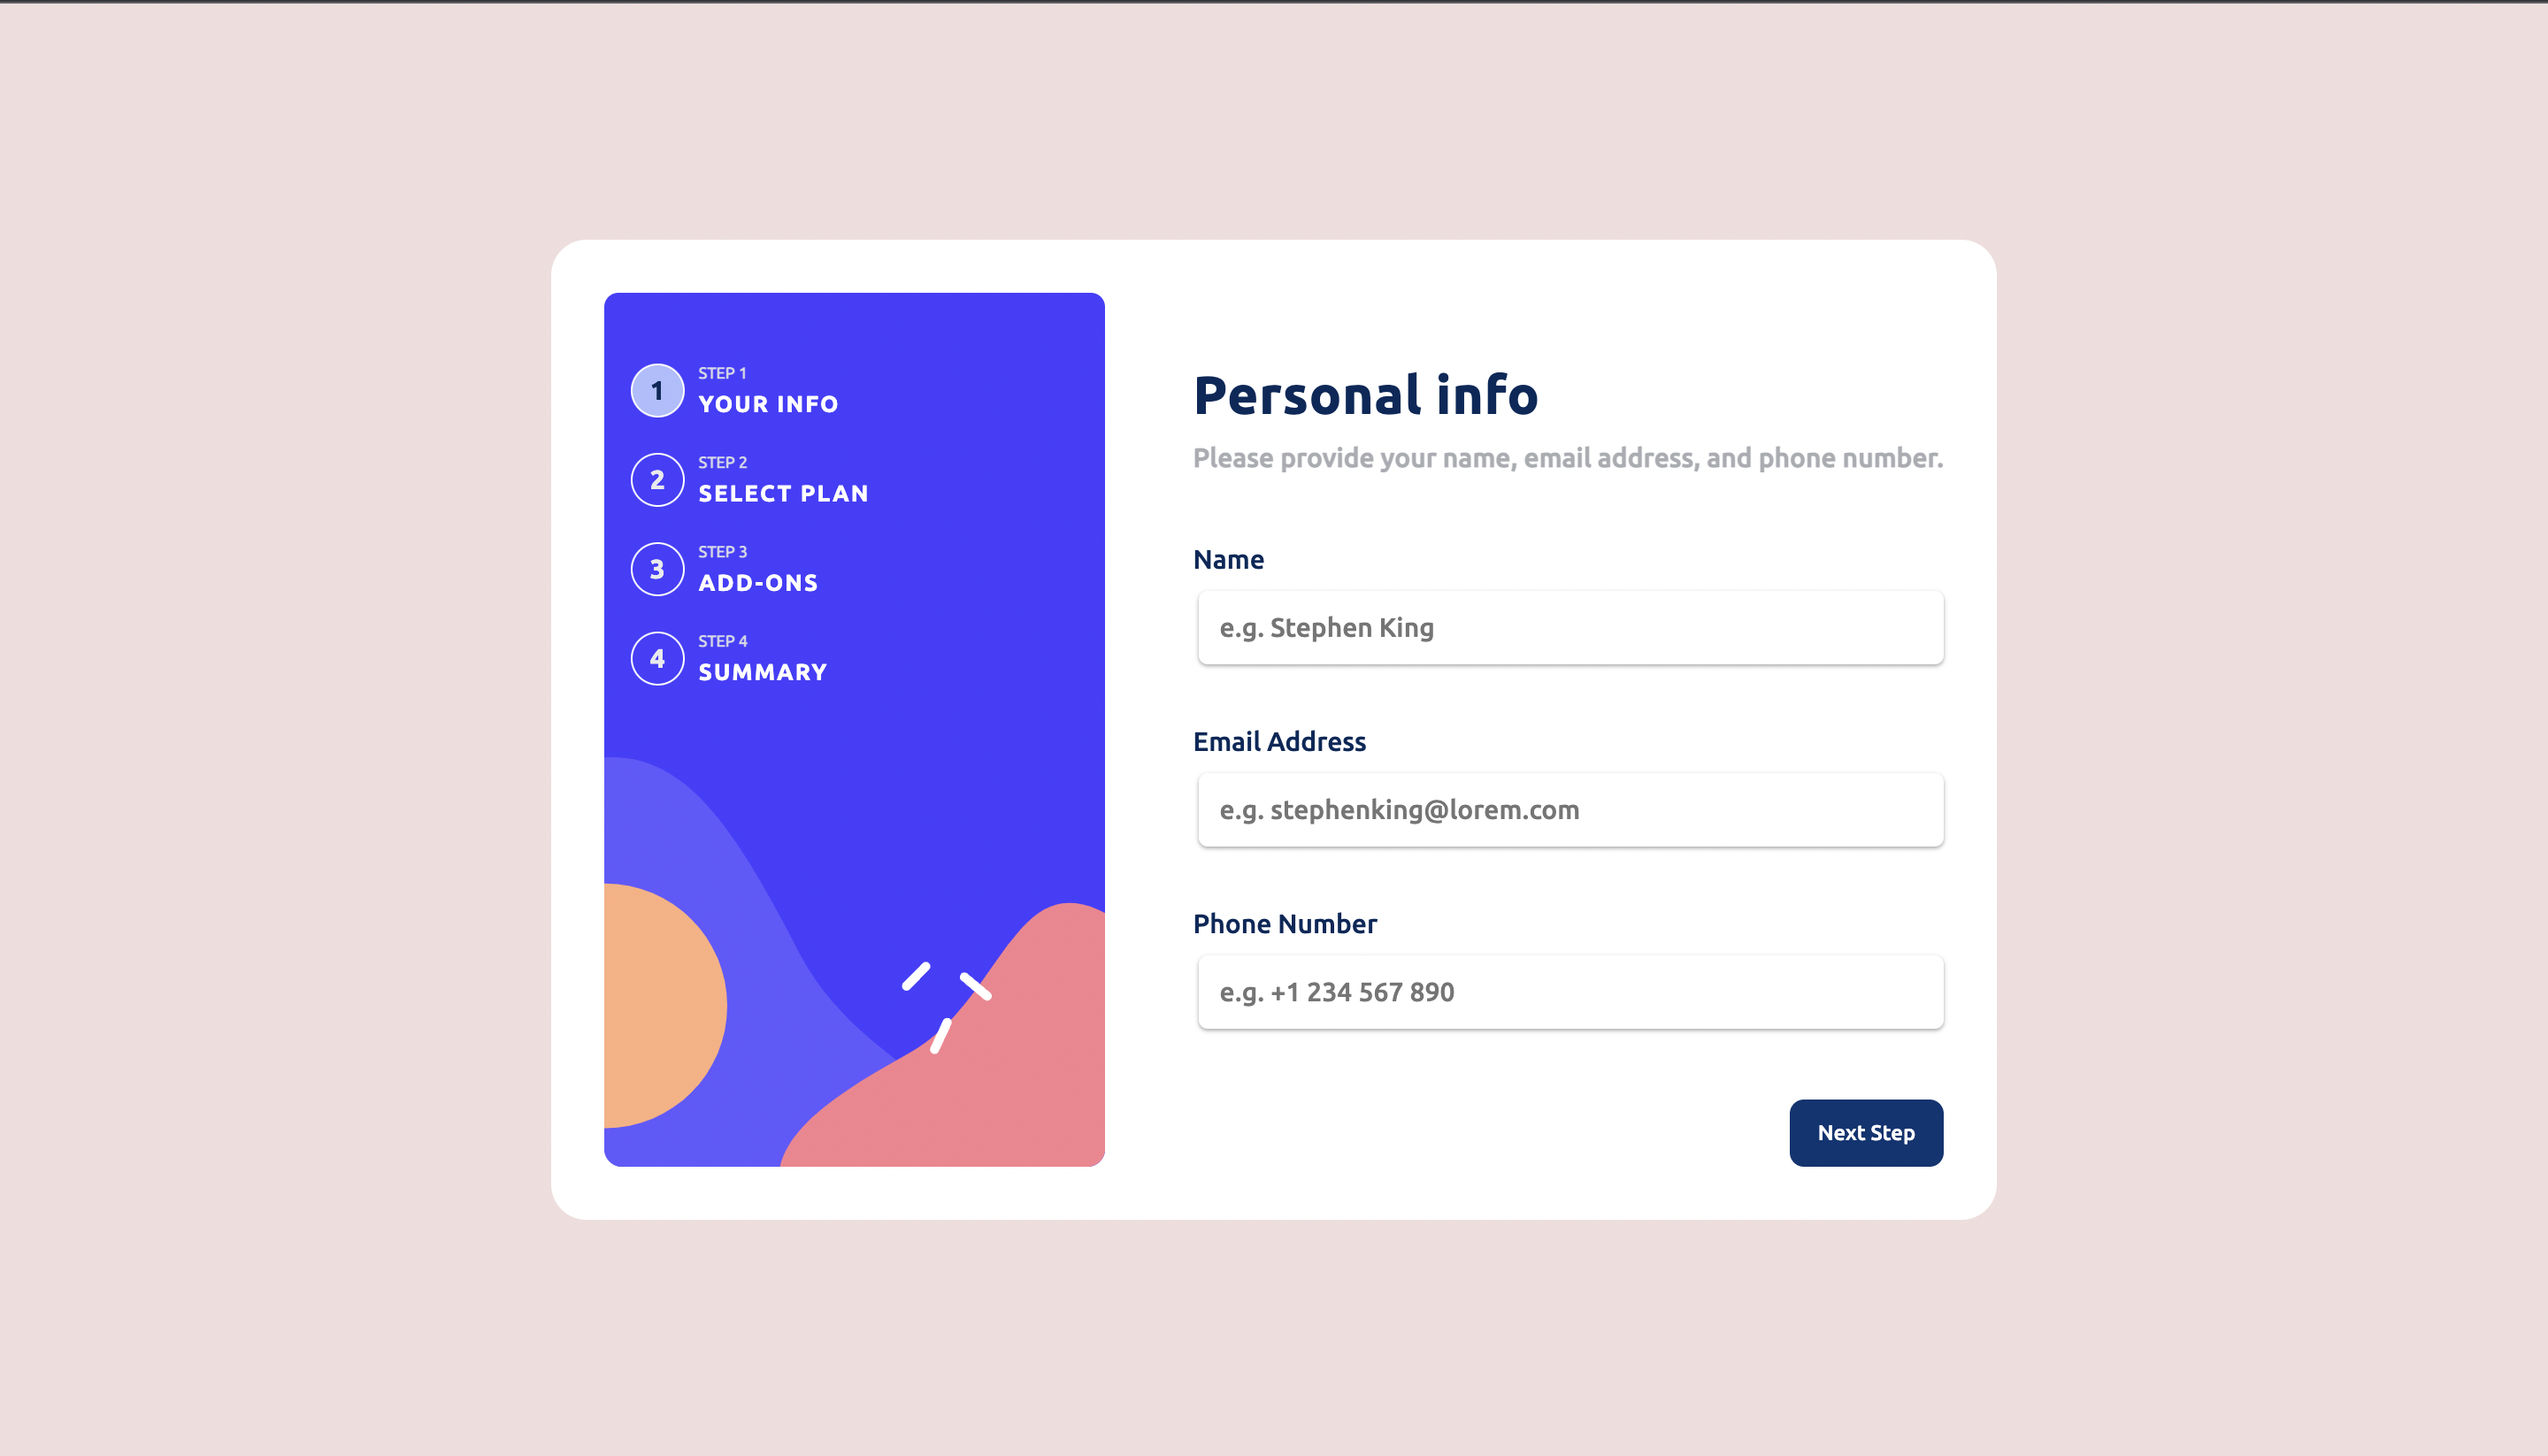 1
STEP 1
YOUR INFO
2
STEP 2
SELECT PLAN
3
STEP 3
ADD-ONS
4
STEP 4
SUMMARY
Personal info
Please provide your name, email address, and phone number.
Name
e.g. Stephen King
Email Address
e.g. stephenking@lorem.com
Phone Number
e.g. +1 234 567 890
Next Step